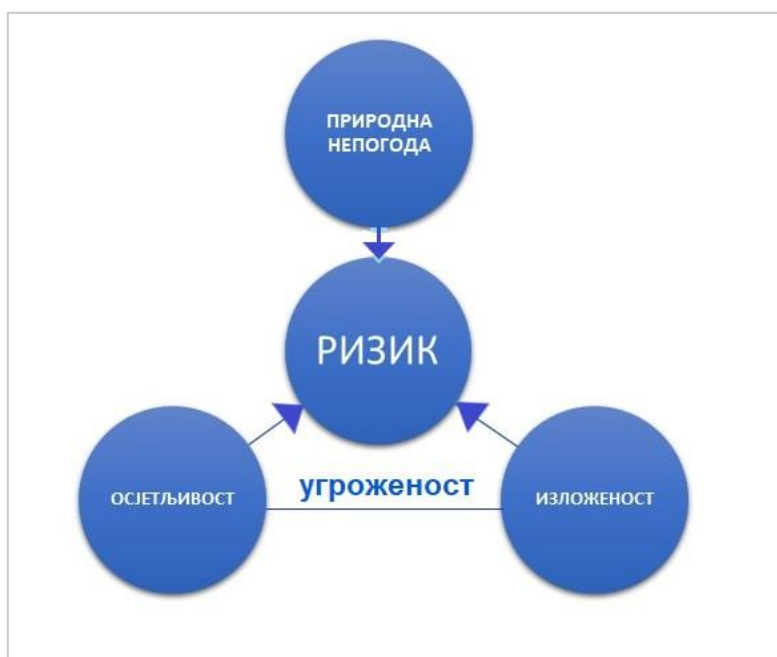 ПРИРОДНА
НЕПОГОДА
РИЗИК
ОСЈЕТЉИВОСТ
угроженост
ИЗЛОЖЕНОСТ